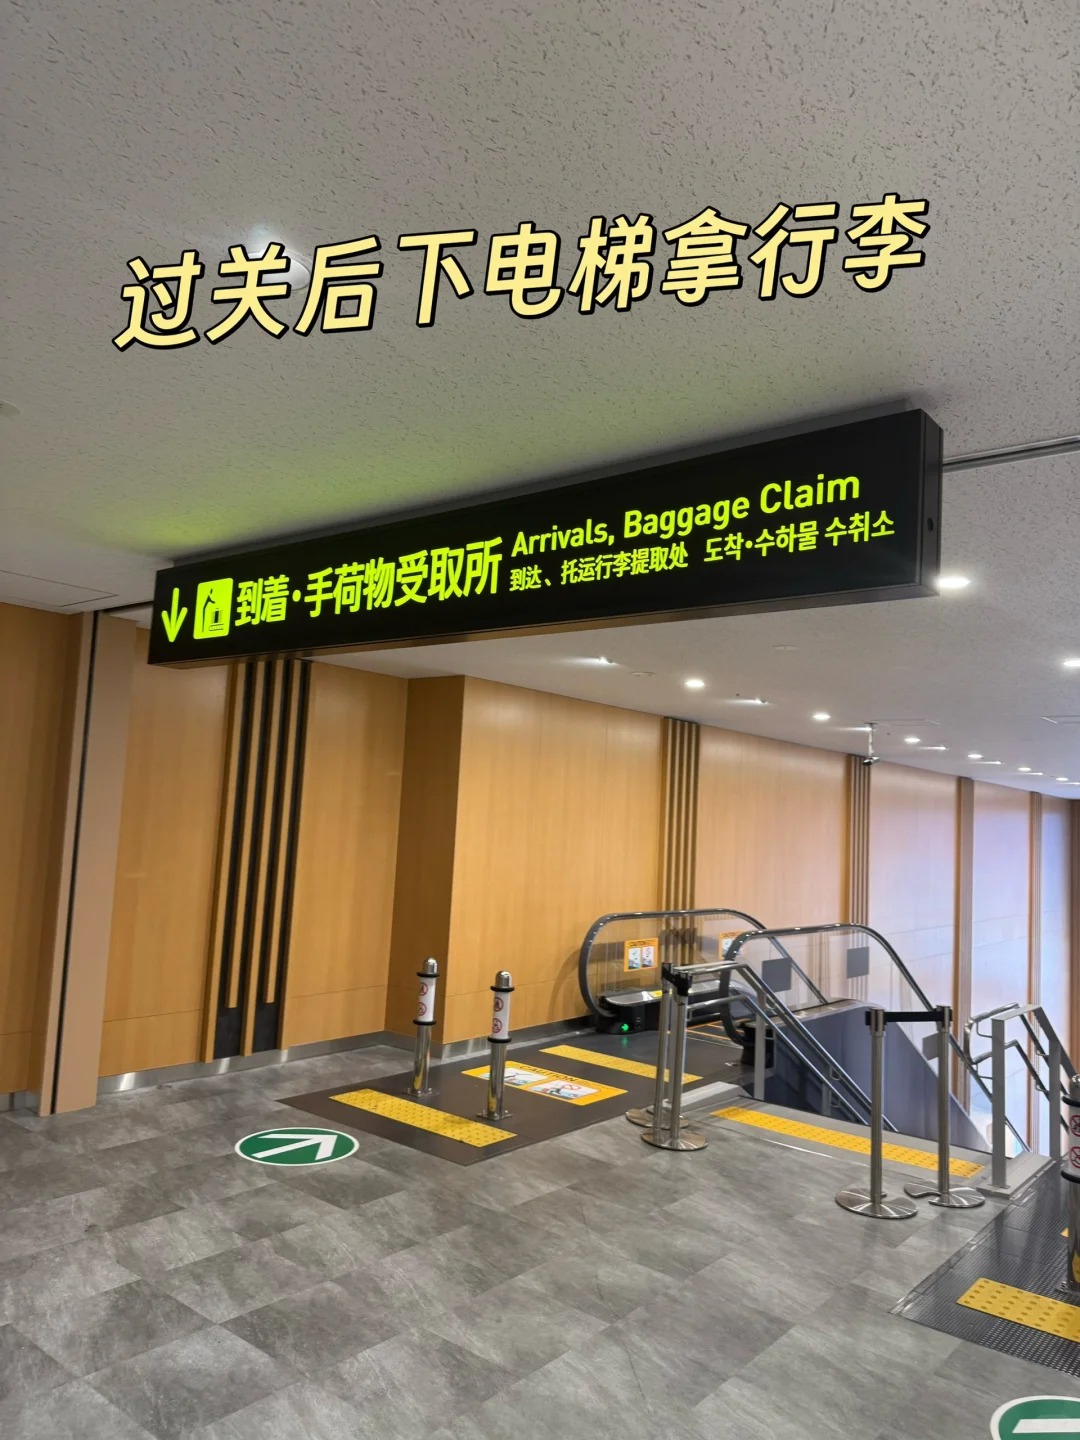 过关后下电梯拿行李
到着・手荷物受取所
Arrivals, Baggage Claim
到达、托运行李提取处 도착・수하물 수취소
CAUTION